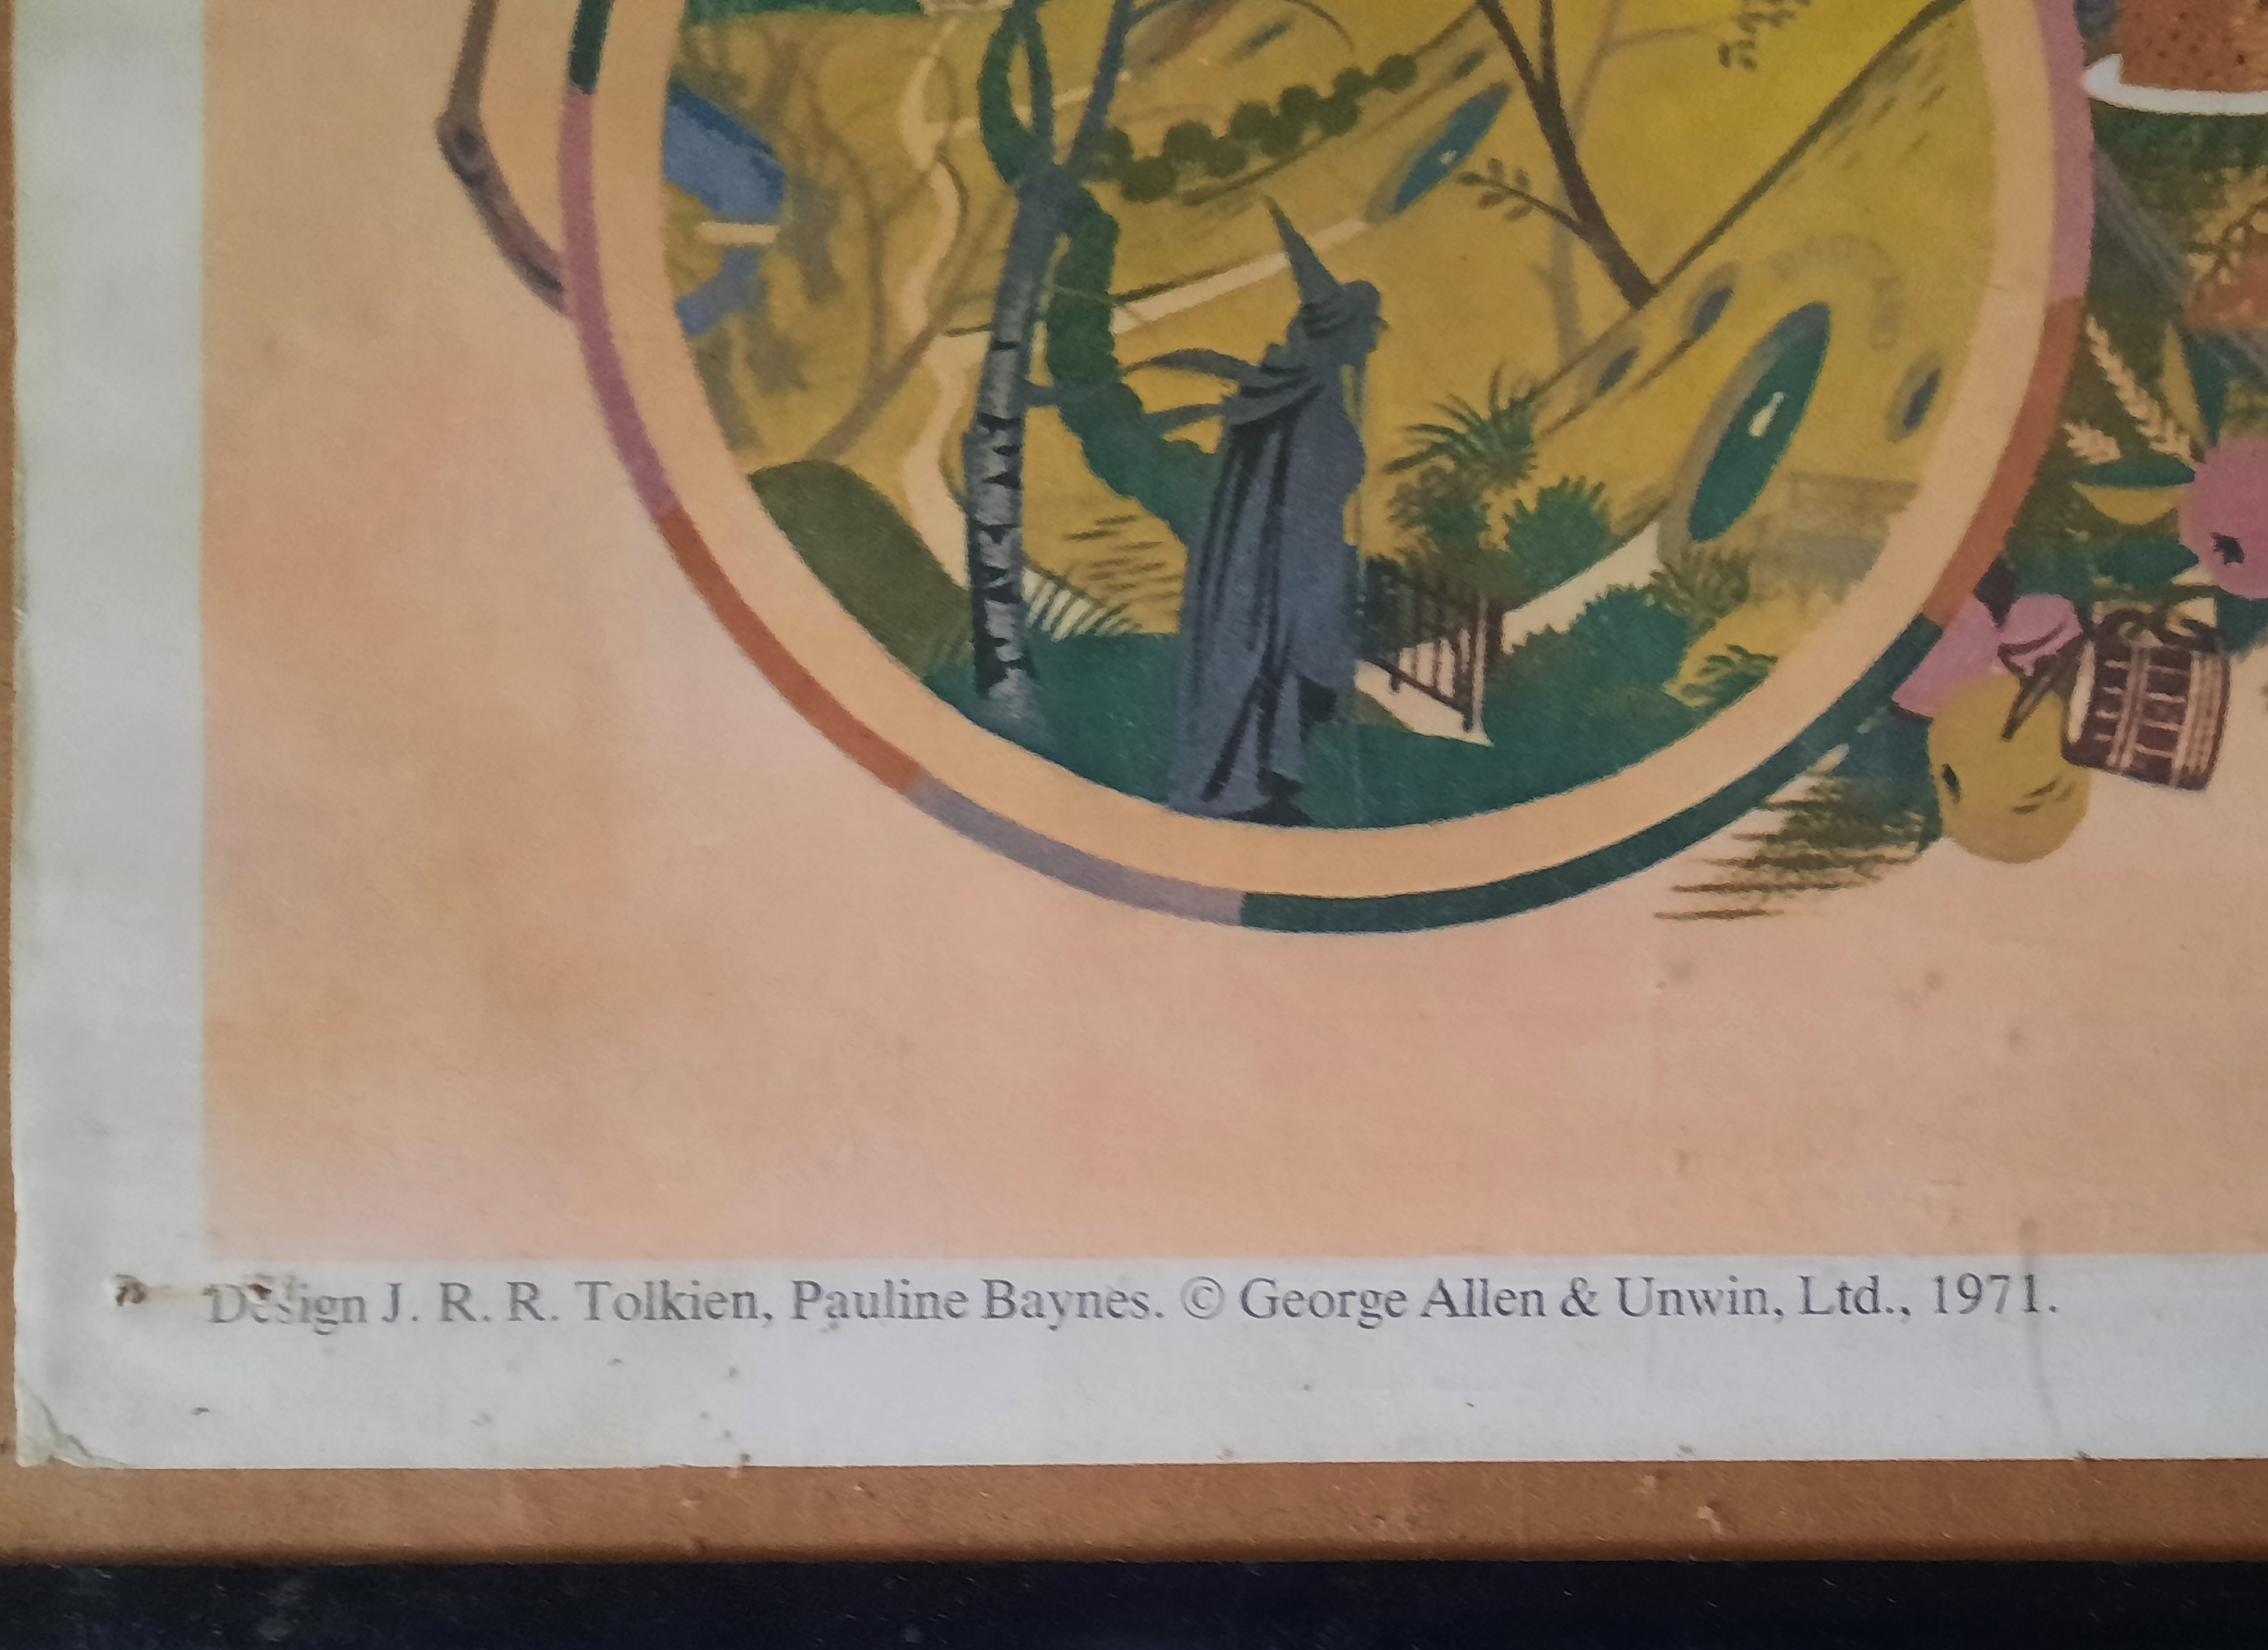 Design J. R. R. Tolkien, Pauline Baynes. © George Allen & Unwin, Ltd., 1971.